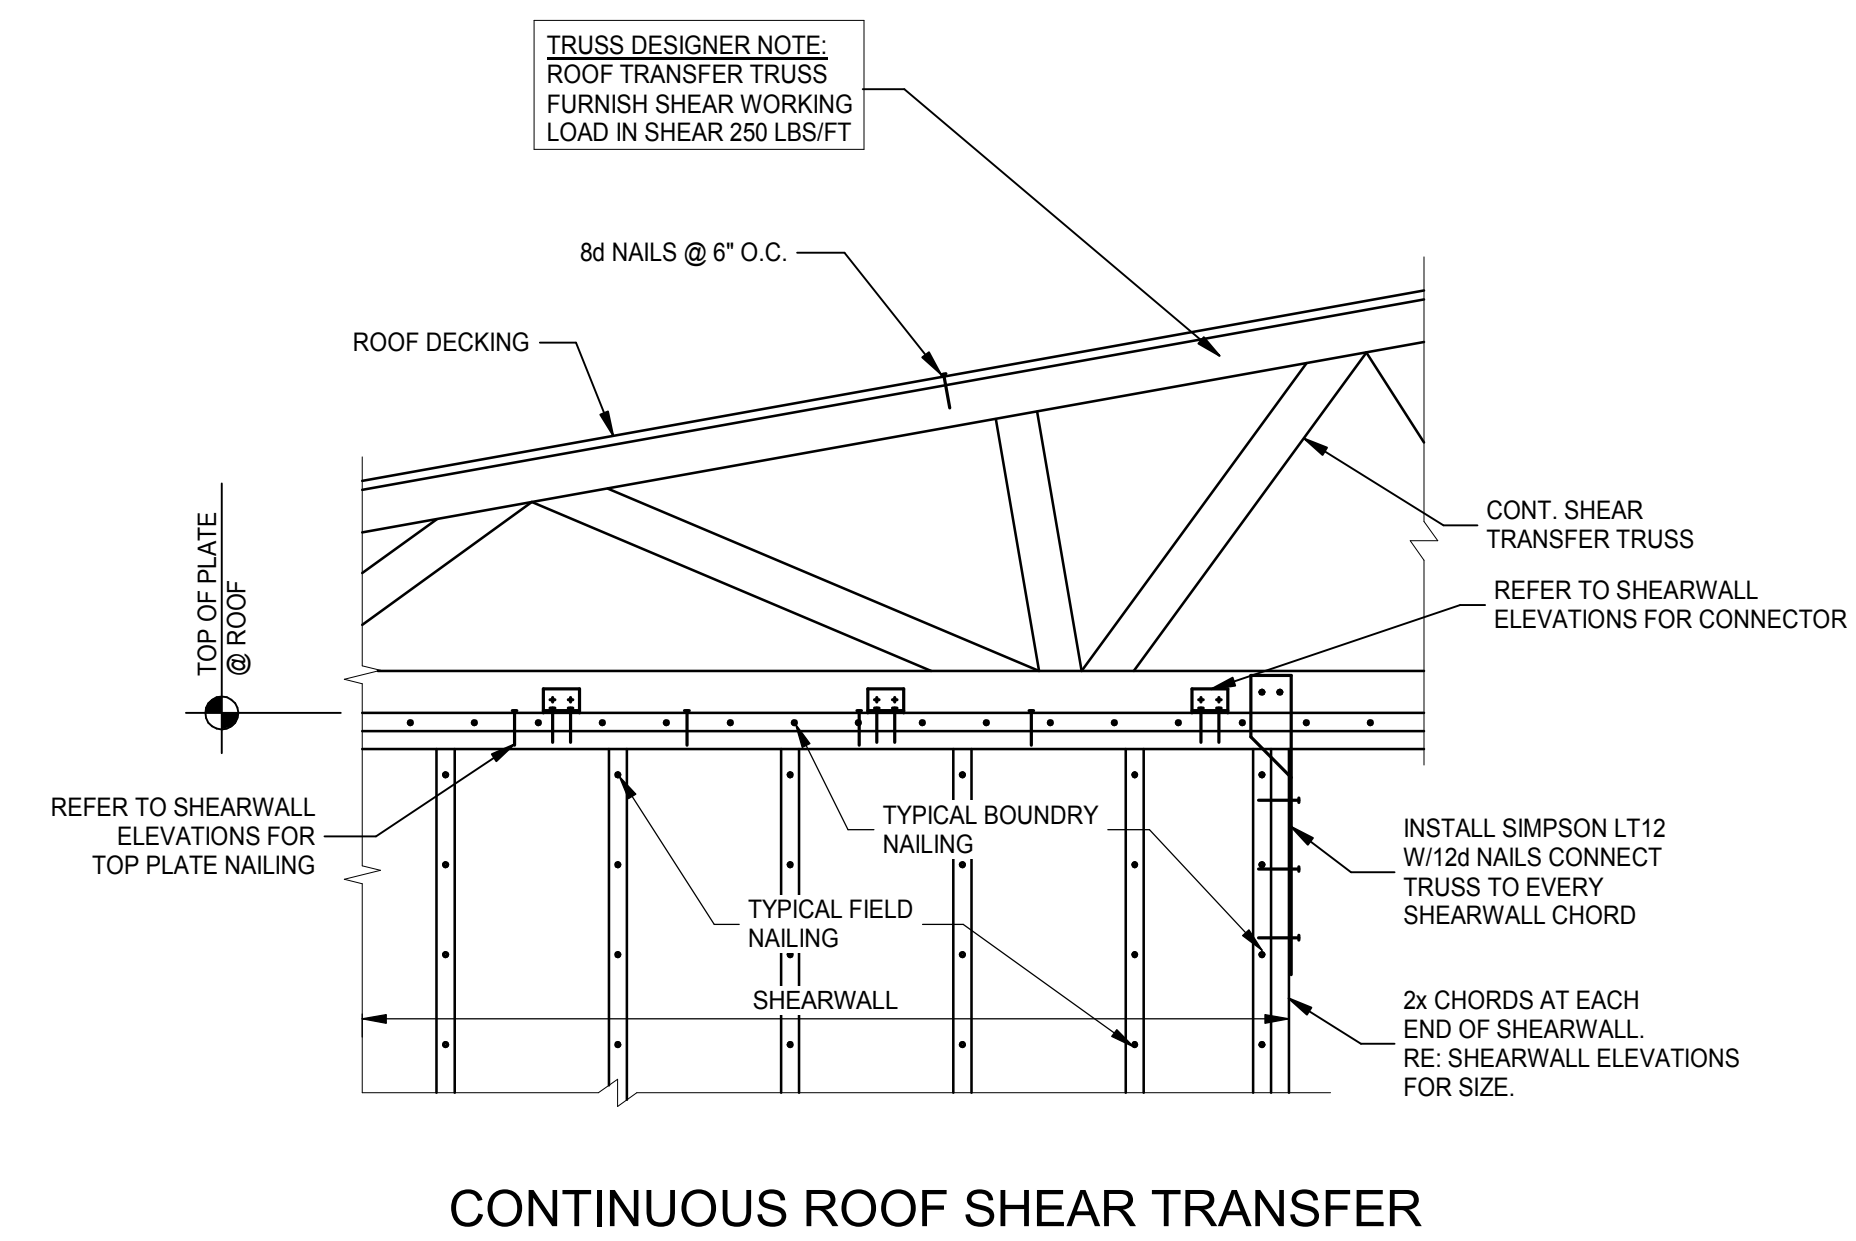 TRUSS DESIGNER NOTE:
ROOF TRANSFER TRUSS
FURNISH SHEAR WORKING
LOAD IN SHEAR 250 LBS/FT
8d NAILS @ 6" O.C.
ROOF DECKING
TOP OF PLATE
@ ROOF
CONT. SHEAR
TRANSFER TRUSS
REFER TO SHEARWALL
ELEVATIONS FOR CONNECTOR
REFER TO SHEARWALL
ELEVATIONS FOR
TOP PLATE NAILING
TYPICAL BOUNDRY
NAILING
TYPICAL FIELD
NAILING
SHEARWALL
INSTALL SIMPSON LT12
W/12d NAILS CONNECT
TRUSS TO EVERY
SHEARWALL CHORD
2x CHORDS AT EACH
END OF SHEARWALL.
RE: SHEARWALL ELEVATIONS
FOR SIZE.
CONTINUOUS ROOF SHEAR TRANSFER